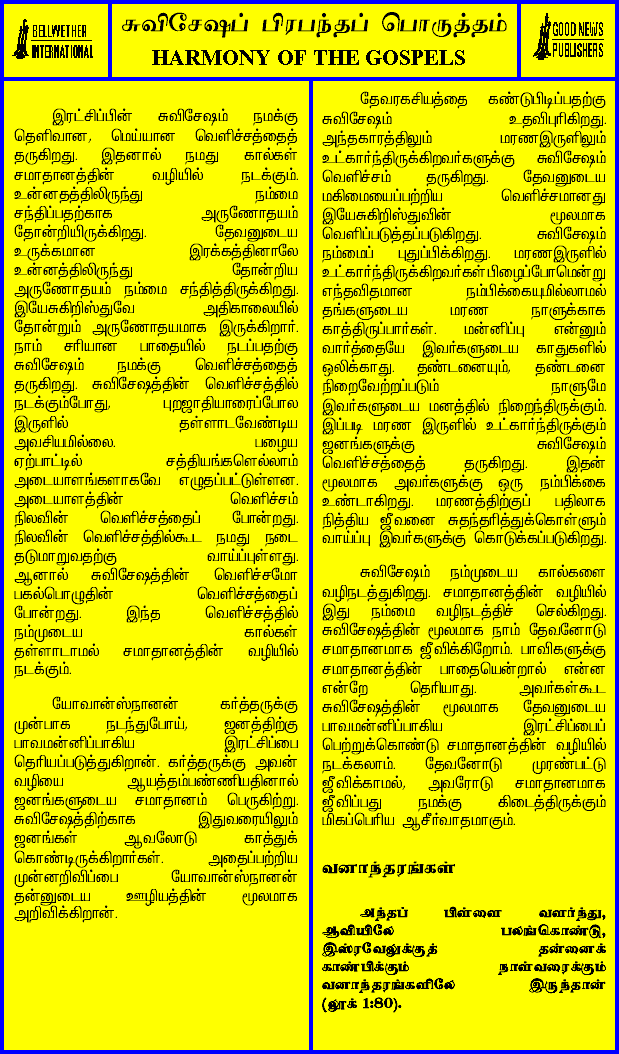 BELLWETHER
INTERNATIONAL
சுவிசேஷப் பிரபந்தப் பொருத்தம்
HARMONY OF THE GOSPELS
GOOD NEWS
PUBLISHERS
இரட்சிப்பின் சுவிசேஷம் நமக்கு
தெளிவான, மெய்யான வெளிச்சத்தைத்
தருகிறது. இதனால் நமது கால்கள்
சமாதானத்தின் வழியில் நடக்கும்.
உன்னதத்திலிருந்து நம்மை
சந்திப்பதற்காக அருணோதயம்
தோன்றியிருக்கிறது. தேவனுடைய
உருக்கமான இரக்கத்தினாலே
உன்னத்திலிருந்து தோன்றிய
அருணோதயம் நம்மை சந்தித்திருக்கிறது.
இயேசுகிறிஸ்துவே அதிகாலையில்
தோன்றும் அருணோதயமாக இருக்கிறார்.
நாம் சரியான பாதையில் நடப்பதற்கு
சுவிசேஷம் நமக்கு வெளிச்சத்தைத்
தருகிறது. சுவிசேஷத்தின் வெளிச்சத்தில்
நடக்கும்போது, புறஜாதியாரைப்போல
இருளில் தள்ளாடவேண்டிய
அவசியமில்லை. பழைய
ஏற்பாட்டில் சத்தியங்களெல்லாம்
அடையாளங்களாகவே எழுதப்பட்டுள்ளன.
அடையாளத்தின் வெளிச்சம்
நிலவின் வெளிச்சத்தைப் போன்றது.
நிலவின் வெளிச்சத்தில்கூட நமது நடை
தடுமாறுவதற்கு வாய்ப்புள்ளது.
ஆனால் சுவிசேஷத்தின் வெளிச்சமோ
பகல்பொழுதின் வெளிச்சத்தைப்
போன்றது. இந்த வெளிச்சத்தில்
நம்முடைய கால்கள்
தள்ளாடாமல் சமாதானத்தின் வழியில்
நடக்கும்.
யோவான்ஸ்நானன் கர்த்தருக்கு
முன்பாக நடந்துபோய், ஜனத்திற்கு
பாவமன்னிப்பாகிய இரட்சிப்பை
தெரியப்படுத்துகிறான். கர்த்தருக்கு அவன்
வழியை ஆயத்தம்பண்ணியதினால்
ஜனங்களுடைய சமாதானம் பெருகிற்று.
சுவிசேஷத்திற்காக இதுவரையிலும்
ஜனங்கள் ஆவலோடு காத்துக்
கொண்டிருக்கிறார்கள். அதைப்பற்றிய
முன்னறிவிப்பை யோவான்ஸ்நானன்
தன்னுடைய ஊழியத்தின் மூலமாக
அறிவிக்கிறான்.
தேவரகசியத்தை கண்டுபிடிப்பதற்கு
சுவிசேஷம் உதவிபுரிகிறது.
அந்தகாரத்திலும் மரணஇருளிலும்
உட்கார்ந்திருக்கிறவர்களுக்கு சுவிசேஷம்
வெளிச்சம் தருகிறது. தேவனுடைய
மகிமையைப்பற்றிய வெளிச்சமானது
இயேசுகிறிஸ்துவின் மூலமாக
வெளிப்படுத்தப்படுகிறது. சுவிசேஷம்
நம்மைப் புதுப்பிக்கிறது. மரணஇருளில்
உட்கார்ந்திருக்கிறவர்கள் பிழைப்போமென்று
எந்தவிதமான நம்பிக்கையுமில்லாமல்
தங்களுடைய மரண நாளுக்காக
காத்திருப்பார்கள். மன்னிப்பு என்னும்
வார்த்தையே இவர்களுடைய காதுகளில்
ஒலிக்காது. தண்டனையும், தண்டனை
நிறைவேற்றப்படும் நாளுமே
இவர்களுடைய மனத்தில் நிறைந்திருக்கும்.
இப்படி மரண இருளில் உட்கார்ந்திருக்கும்
ஜனங்களுக்கு சுவிசேஷம்
வெளிச்சத்தைத் தருகிறது. இதன்
மூலமாக அவர்களுக்கு ஒரு நம்பிக்கை
உண்டாகிறது. மரணத்திற்குப் பதிலாக
நித்திய ஜீவனை சுதந்தரித்துக்கொள்ளும்
வாய்ப்பு இவர்களுக்கு கொடுக்கப்படுகிறது.
சுவிசேஷம் நம்முடைய கால்களை
வழிநடத்துகிறது. சமாதானத்தின் வழியில்
இது நம்மை வழிநடத்திச் செல்கிறது.
சுவிசேஷத்தின் மூலமாக நாம் தேவனோடு
சமாதானமாக ஜீவிக்கிறோம். பாவிகளுக்கு
சமாதானத்தின் பாதையென்றால் என்ன
என்றே தெரியாது. அவர்கள்கூட
சுவிசேஷத்தின் மூலமாக தேவனுடைய
பாவமன்னிப்பாகிய இரட்சிப்பைப்
பெற்றுக்கொண்டு சமாதானத்தின் வழியில்
நடக்கலாம். தேவனோடு முரண்பட்டு
ஜீவிக்காமல், அவரோடு சமாதானமாக
ஜீவிப்பது நமக்கு கிடைத்திருக்கும்
மிகப்பெரிய ஆசீர்வாதமாகும்.
வனாந்தரங்கள்
அந்தப் பிள்ளை வளர்ந்து,
ஆவியிலே பலங்கொண்டு,
இஸ்ரவேலுக்குத் தன்னைக்
காண்பிக்கும் நாள்வரைக்கும்
வனாந்தரங்களிலே இருந்தான்
(லூக் 1:80).